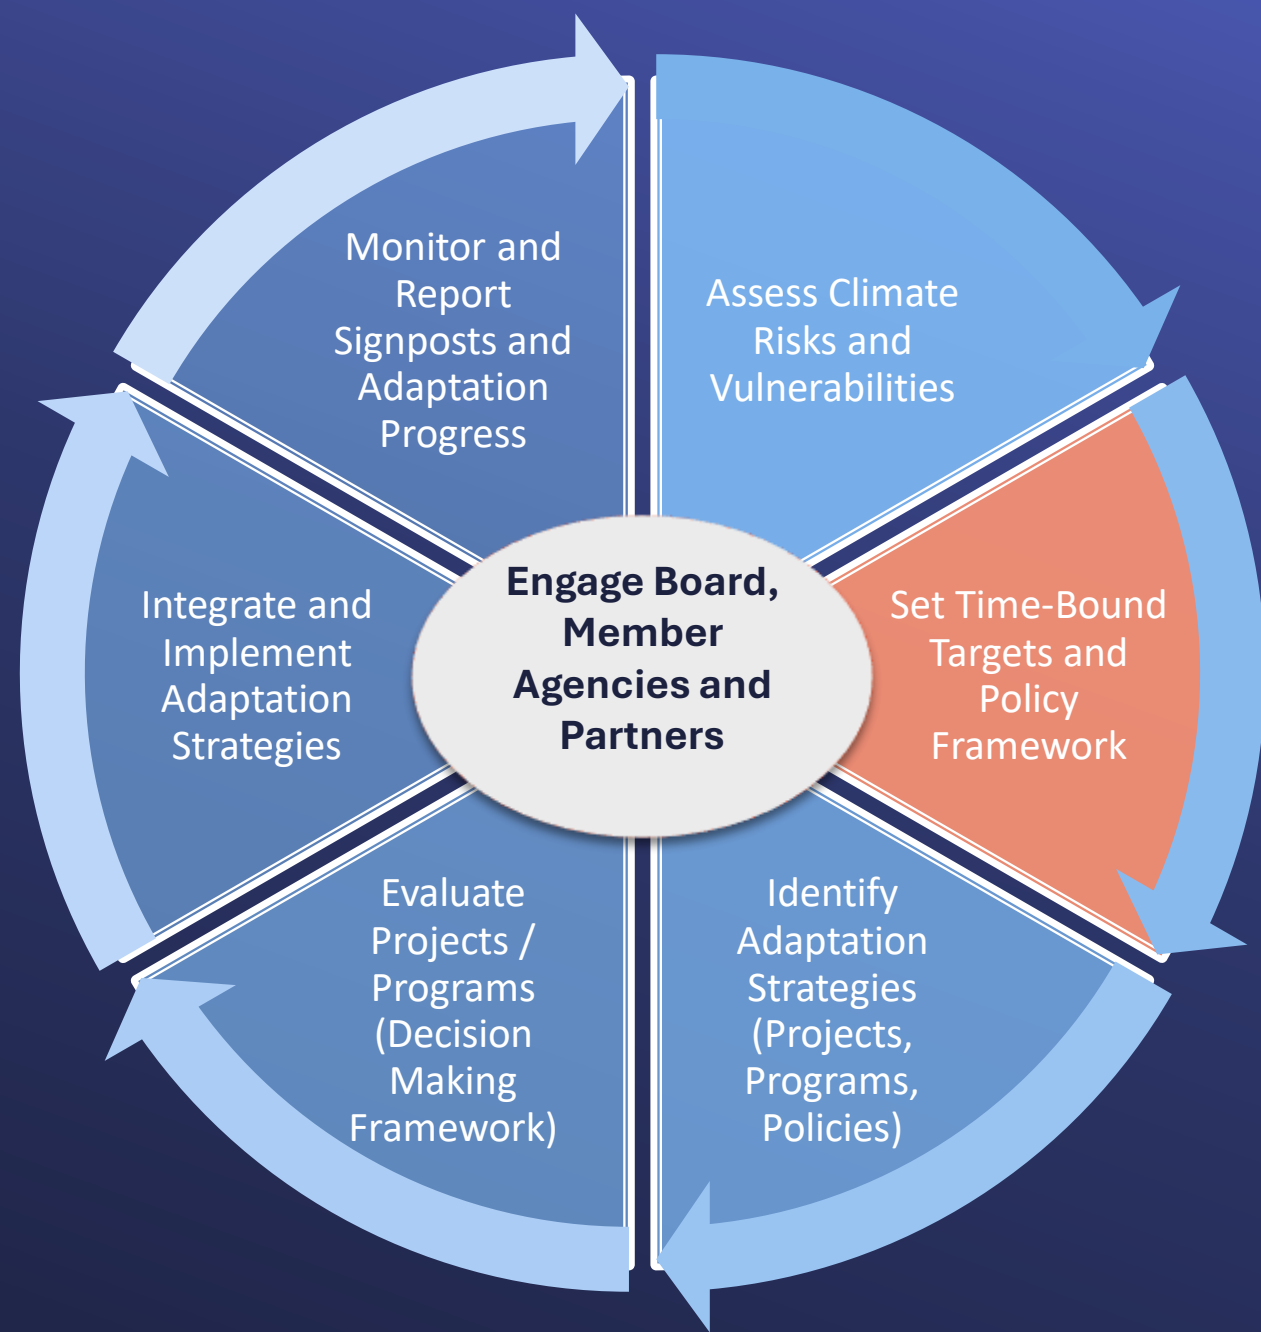 Monitor and
Report
Signposts and
Adaptation
Progress
Assess Climate
Risks and
Vulnerabilities
Set Time-Bound
Targets and
Policy
Framework
Identify
Adaptation
Strategies
(Projects,
Programs,
Policies)
Evaluate
Projects /
Programs
(Decision
Making
Framework)
Integrate and
Implement
Adaptation
Strategies
Engage Board,
Member
Agencies and
Partners